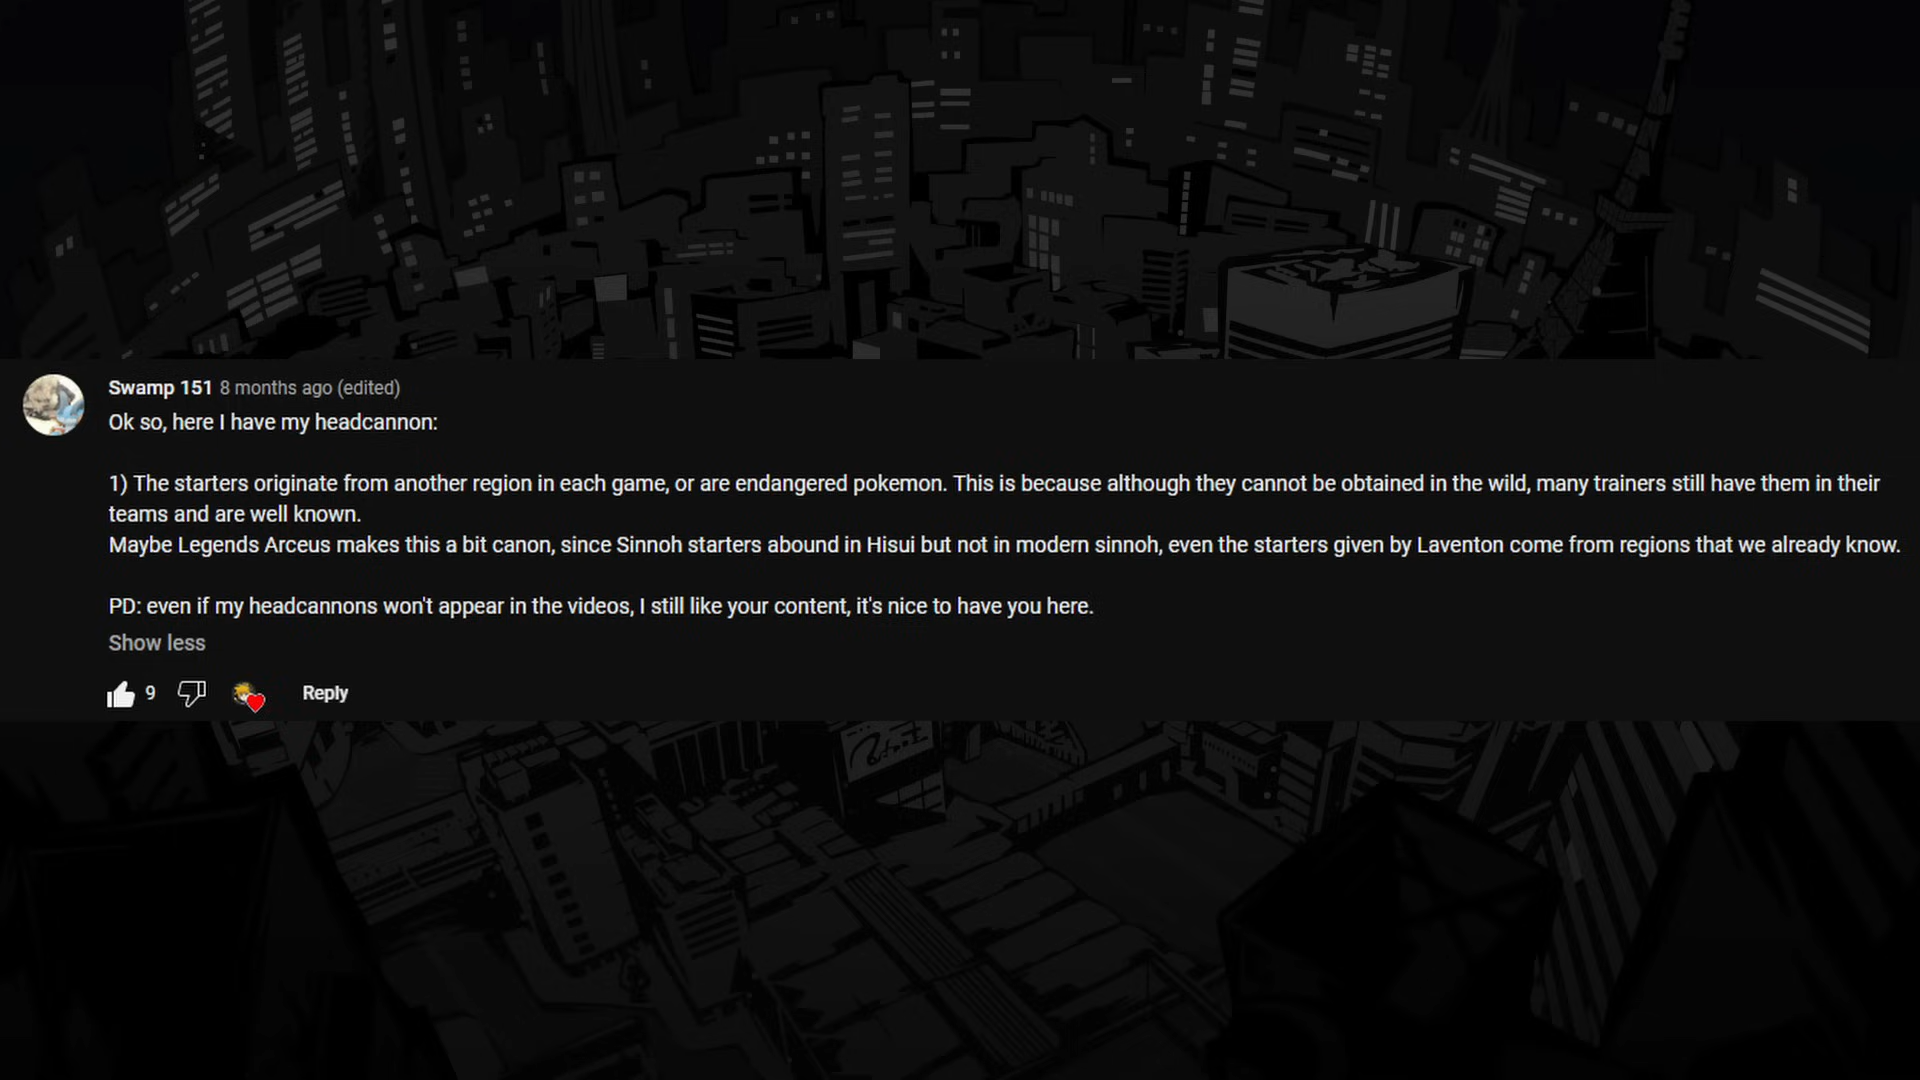 Swamp 151 8 months ago (edited)
Ok so, here I have my headcannon:
1) The starters originate from another region in each game, or are endangered pokemon. This is because although they cannot be obtained in the wild, many trainers still have them in their
teams and are well known.
Maybe Legends Arceus makes this a bit canon, since Sinnoh starters abound in Hisui but not in modern sinnoh, even the starters given by Laventon come from regions that we already know.
PD: even if my headcannons won't appear in the videos, I still like your content, it's nice to have you here.
Show less
9 Reply